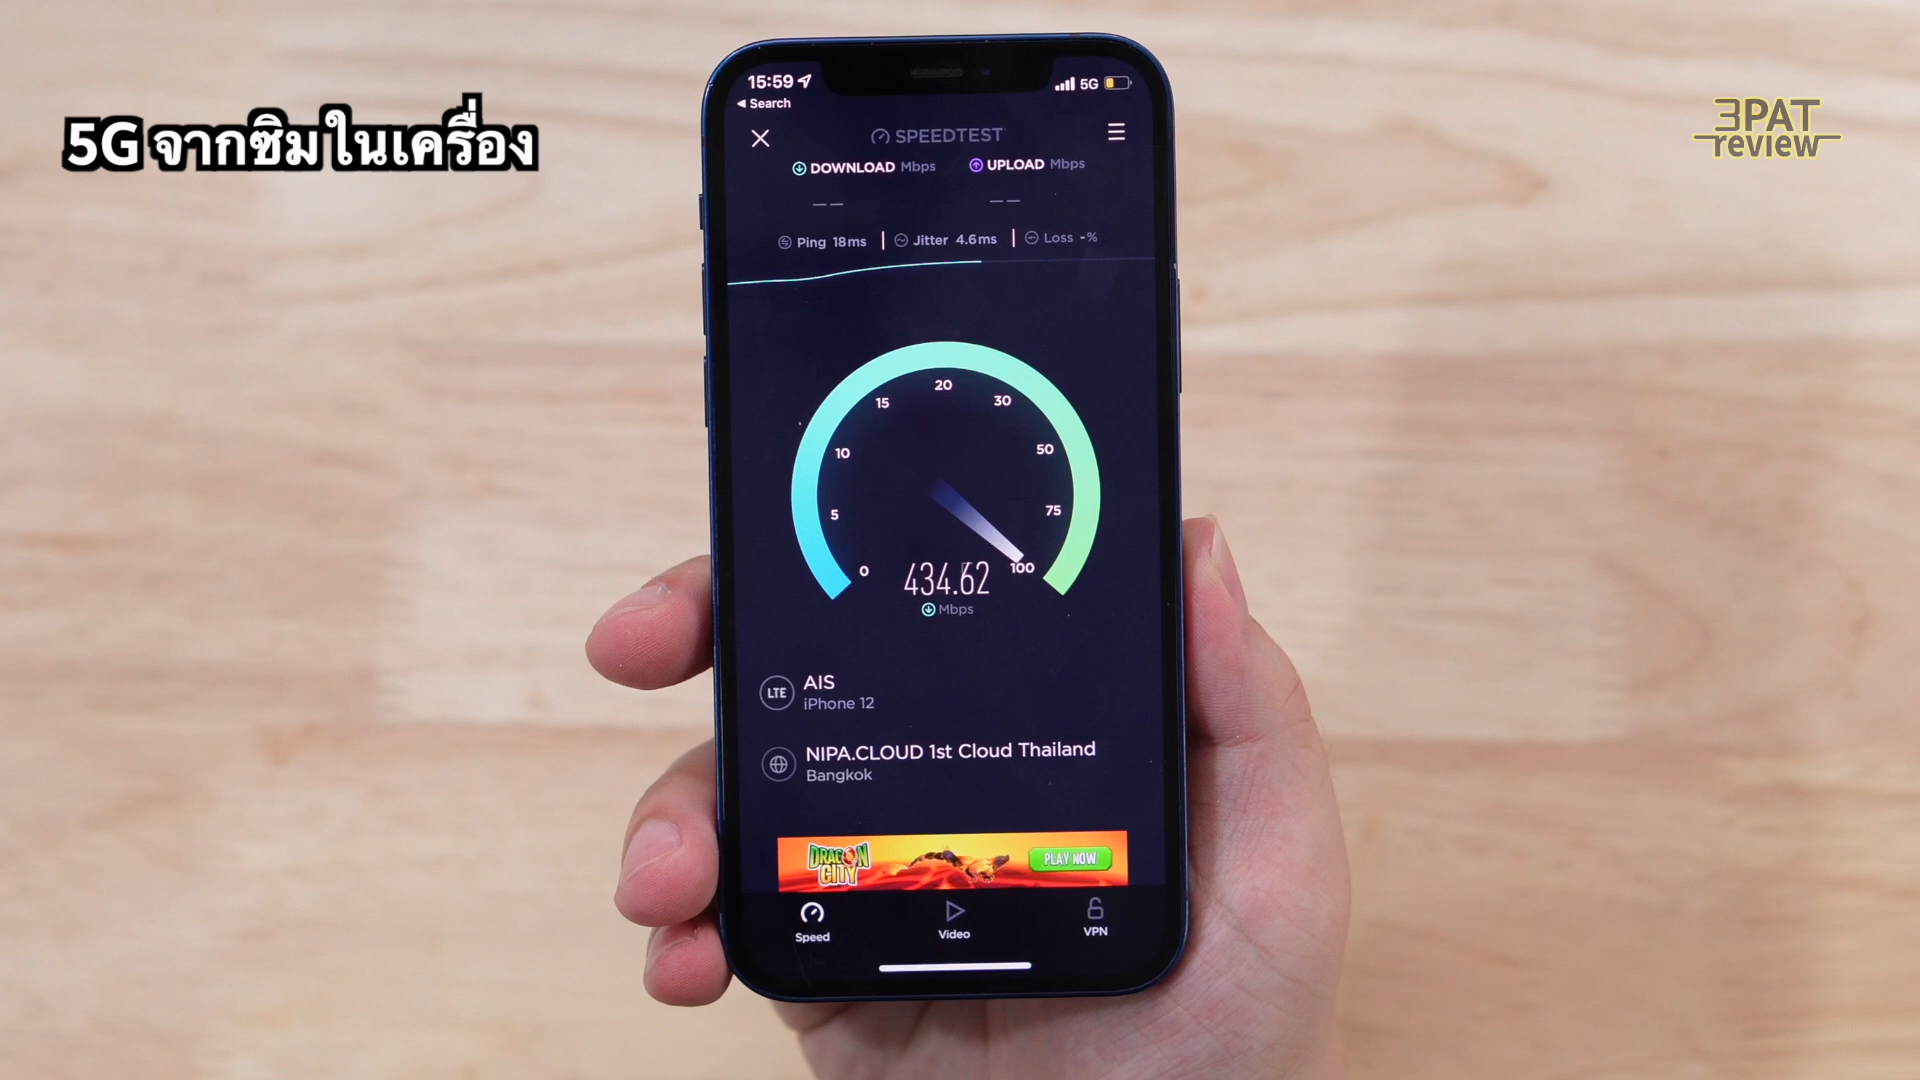 5G จากซิมในเครื่อง
3PAT
review
15:59
5G
Search
SPEEDTEST
DOWNLOAD Mbps
UPLOAD Mbps
— —
— —
Ping 18ms
Jitter 4.6ms
Loss -%
0
5
10
15
20
30
50
75
100
434.62
Mbps
LTE
AIS
iPhone 12
NIPA.CLOUD 1st Cloud Thailand
Bangkok
DRAGON
CITY
PLAY NOW
Speed
Video
VPN